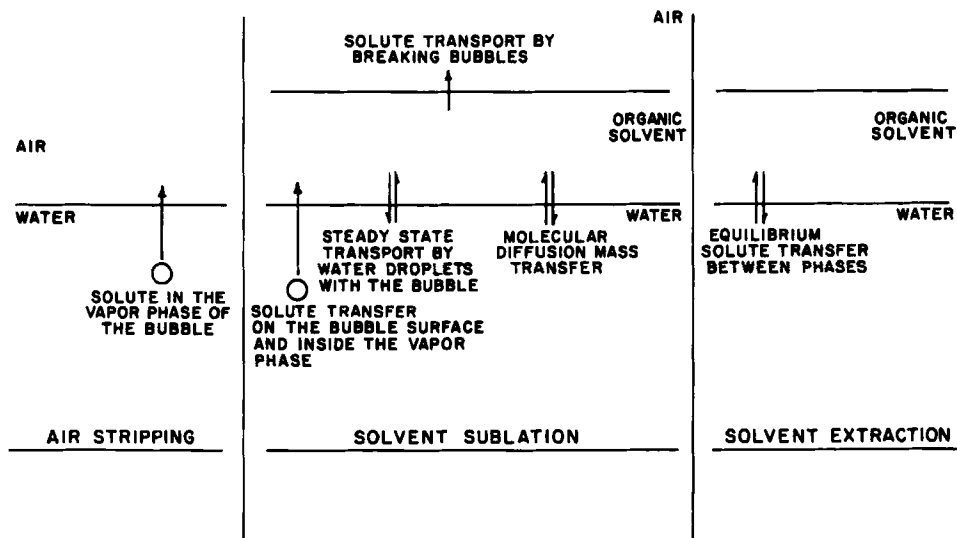 AIR
WATER
SOLUTE IN THE
VAPOR PHASE OF
THE BUBBLE
AIR STRIPPING
SOLUTE TRANSPORT BY
BREAKING BUBBLES
AIR
ORGANIC
SOLVENT
WATER
STEADY STATE
TRANSPORT BY
WATER DROPLETS
WITH THE BUBBLE
MOLECULAR
DIFFUSION MASS
TRANSFER
SOLUTE TRANSFER
ON THE BUBBLE SURFACE
AND INSIDE THE VAPOR
PHASE
SOLVENT SUBLATION
ORGANIC
SOLVENT
WATER
EQUILIBRIUM
SOLUTE TRANSFER
BETWEEN PHASES
SOLVENT EXTRACTION